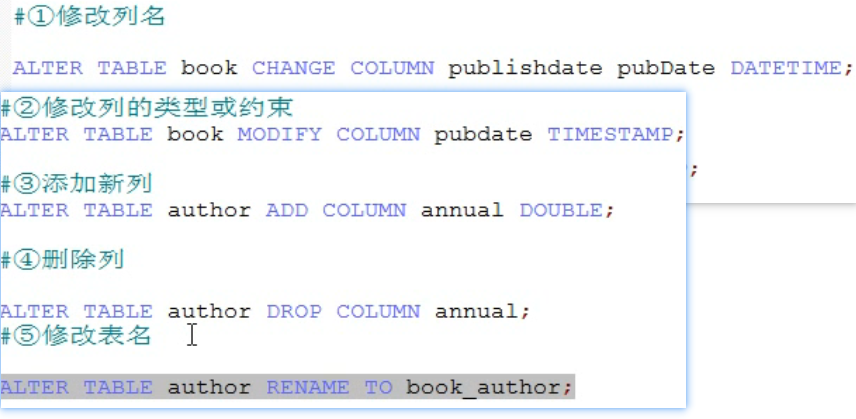 #①修改列名
ALTER TABLE book CHANGE COLUMN publishdate pubDate DATETIME;
#②修改列的类型或约束
ALTER TABLE book MODIFY COLUMN pubdate TIMESTAMP;
;
#③添加新列
ALTER TABLE author ADD COLUMN annual DOUBLE;
#④删除列
ALTER TABLE author DROP COLUMN annual;
#⑤修改表名
ALTER TABLE author RENAME TO book_author;